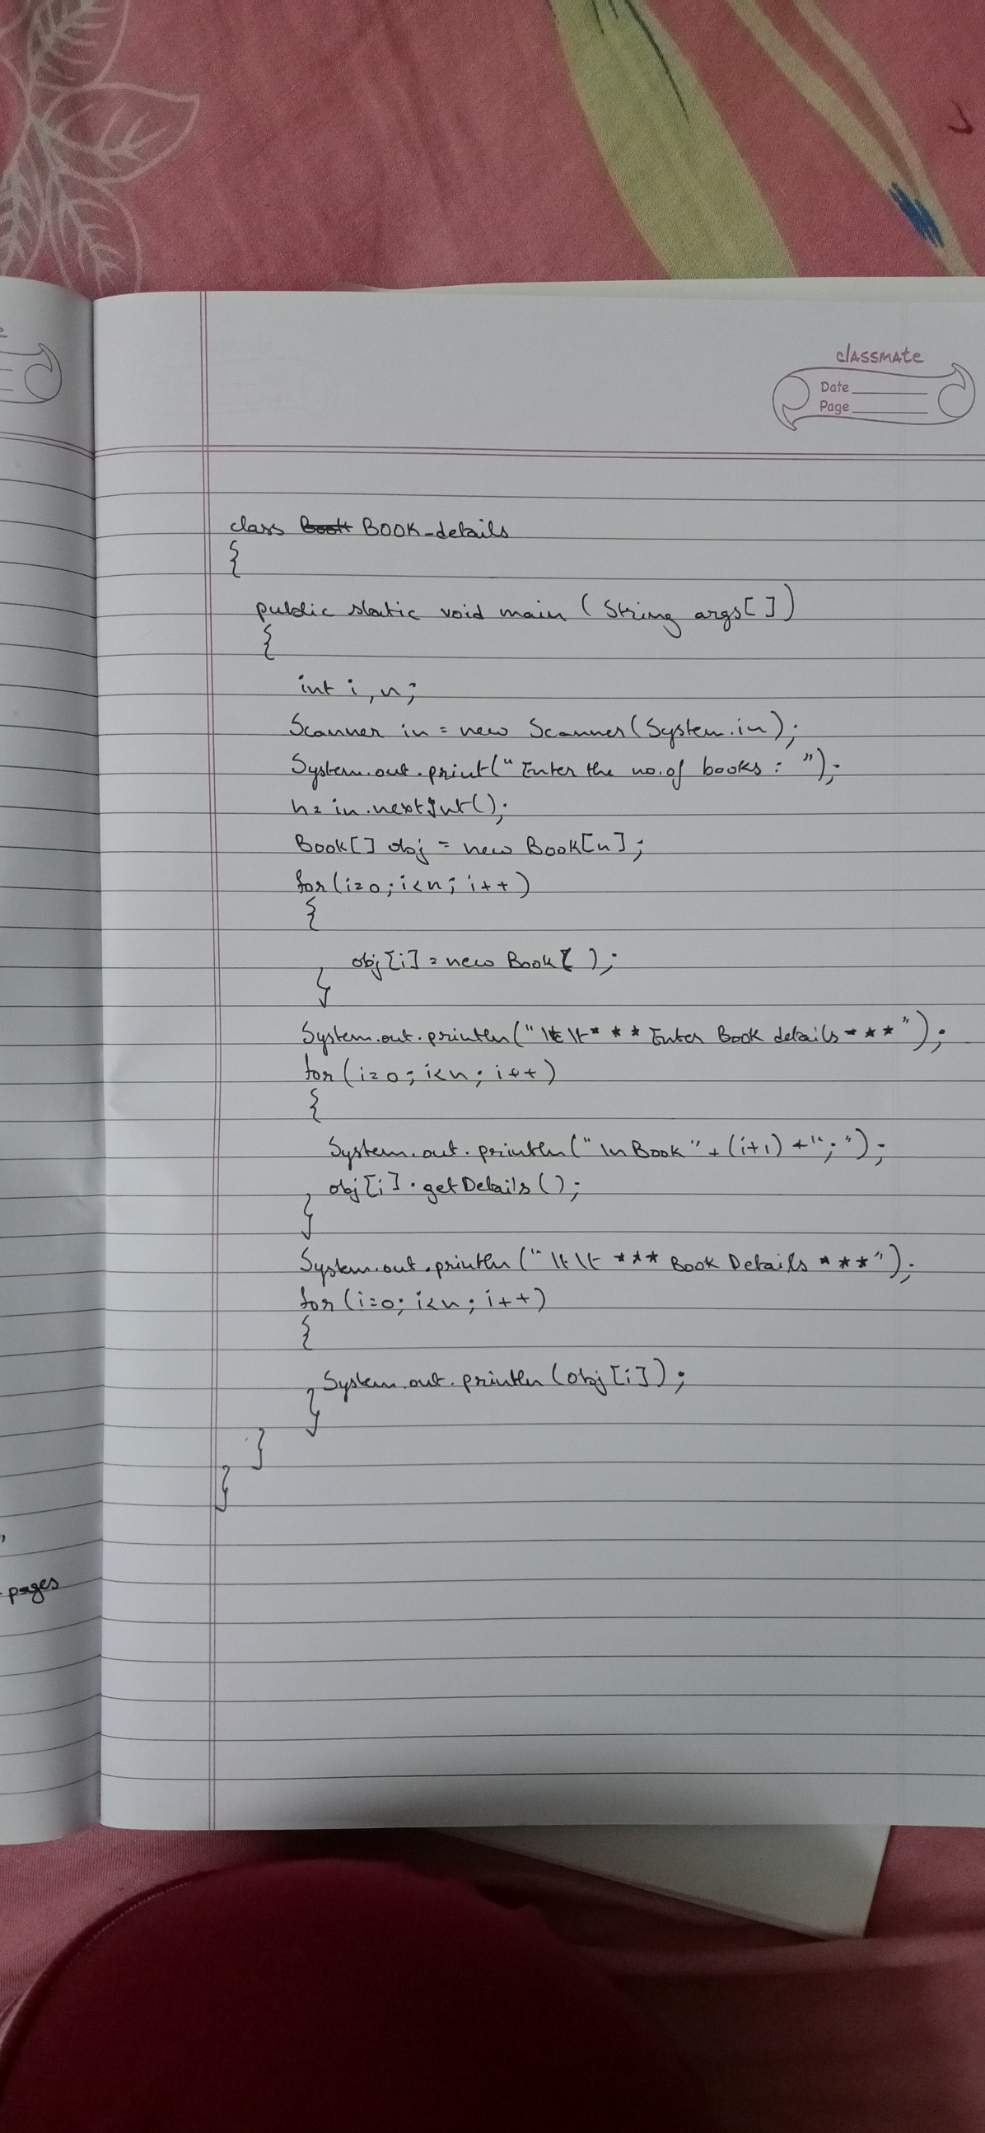 classmate
Date
Page
class BOOK_details
{
public static void main (String args[])
{
int i, n;
Scanner in = new Scanner(System.in);
System.out.print("Enter the no. of books : ");
n = in.nextInt();
Book[] obj = new Book[n];
for(i=0; i<n; i++)
{
obj[i] = new Book( );
}
System.out.println("\t\t*** Enter Book details ***");
for (i=0; i<n; i++)
{
System.out.println("\nBook" + (i+1) + ";");
obj[i].getDetails();
}
System.out.println("\t\t *** Book Details ***");
for (i=0; i<n; i++)
{
System.out.println(obj[i]);
}
}
}
pages